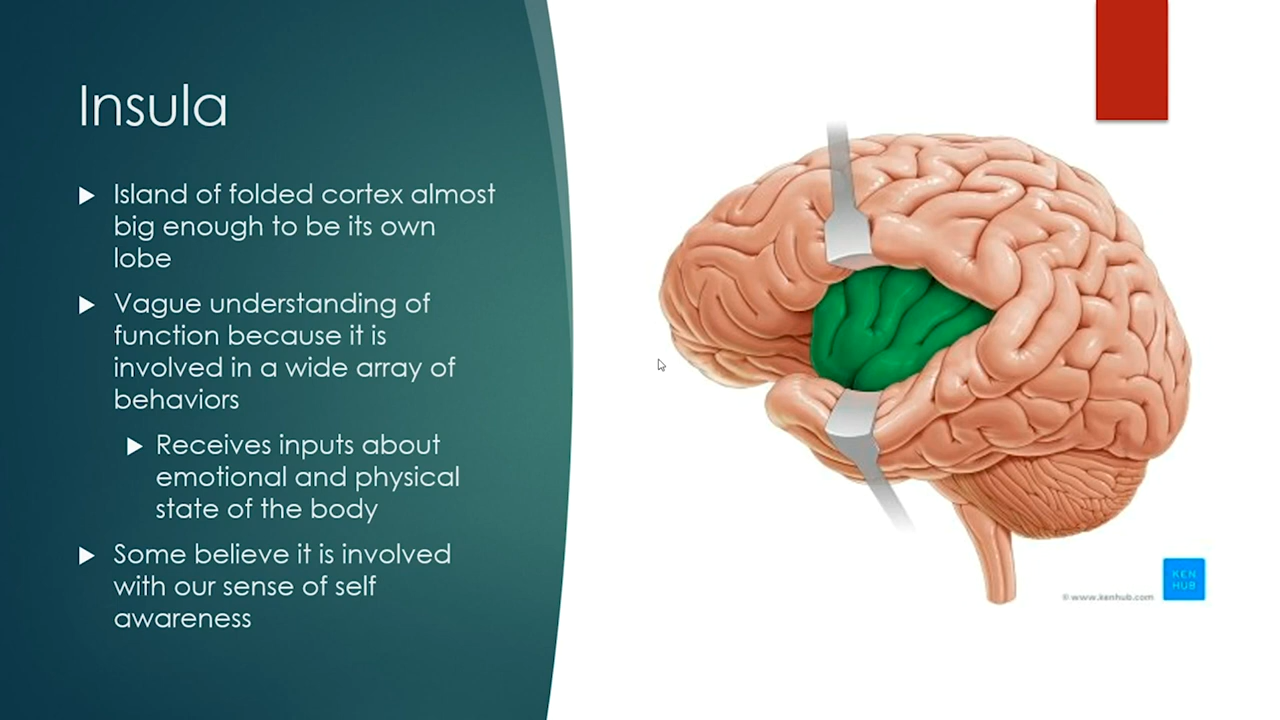 Insula
Island of folded cortex almost
big enough to be its own
lobe
Vague understanding of
function because it is
involved in a wide array of
behaviors
Receives inputs about
emotional and physical
state of the body
Some believe it is involved
with our sense of self
awareness
KEN
HUB
© www.kenhub.com